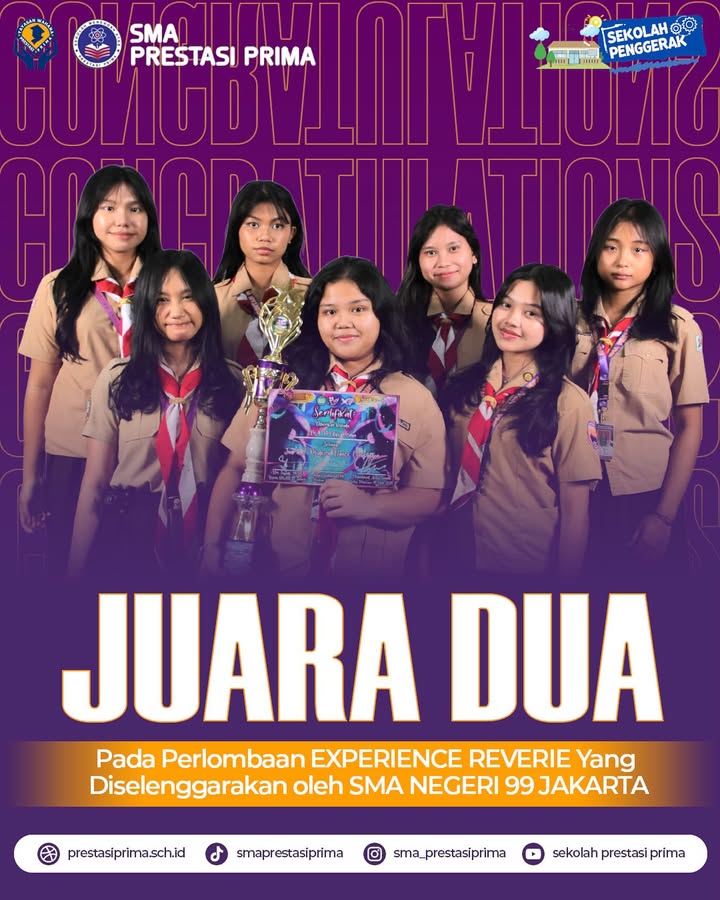 SMA
PRESTASI PRIMA
SEKOLAH
PENGGERAK
CONGRATULATIONS
CONGRATULATIONS
Sertifikat
JUARA DUA
Pada Perlombaan EXPERIENCE REVERIE Yang
Diselenggarakan oleh SMA NEGERI 99 JAKARTA
prestasiprima.sch.id
smaprestasiprima
sma_prestasiprima
sekolah prestasi prima